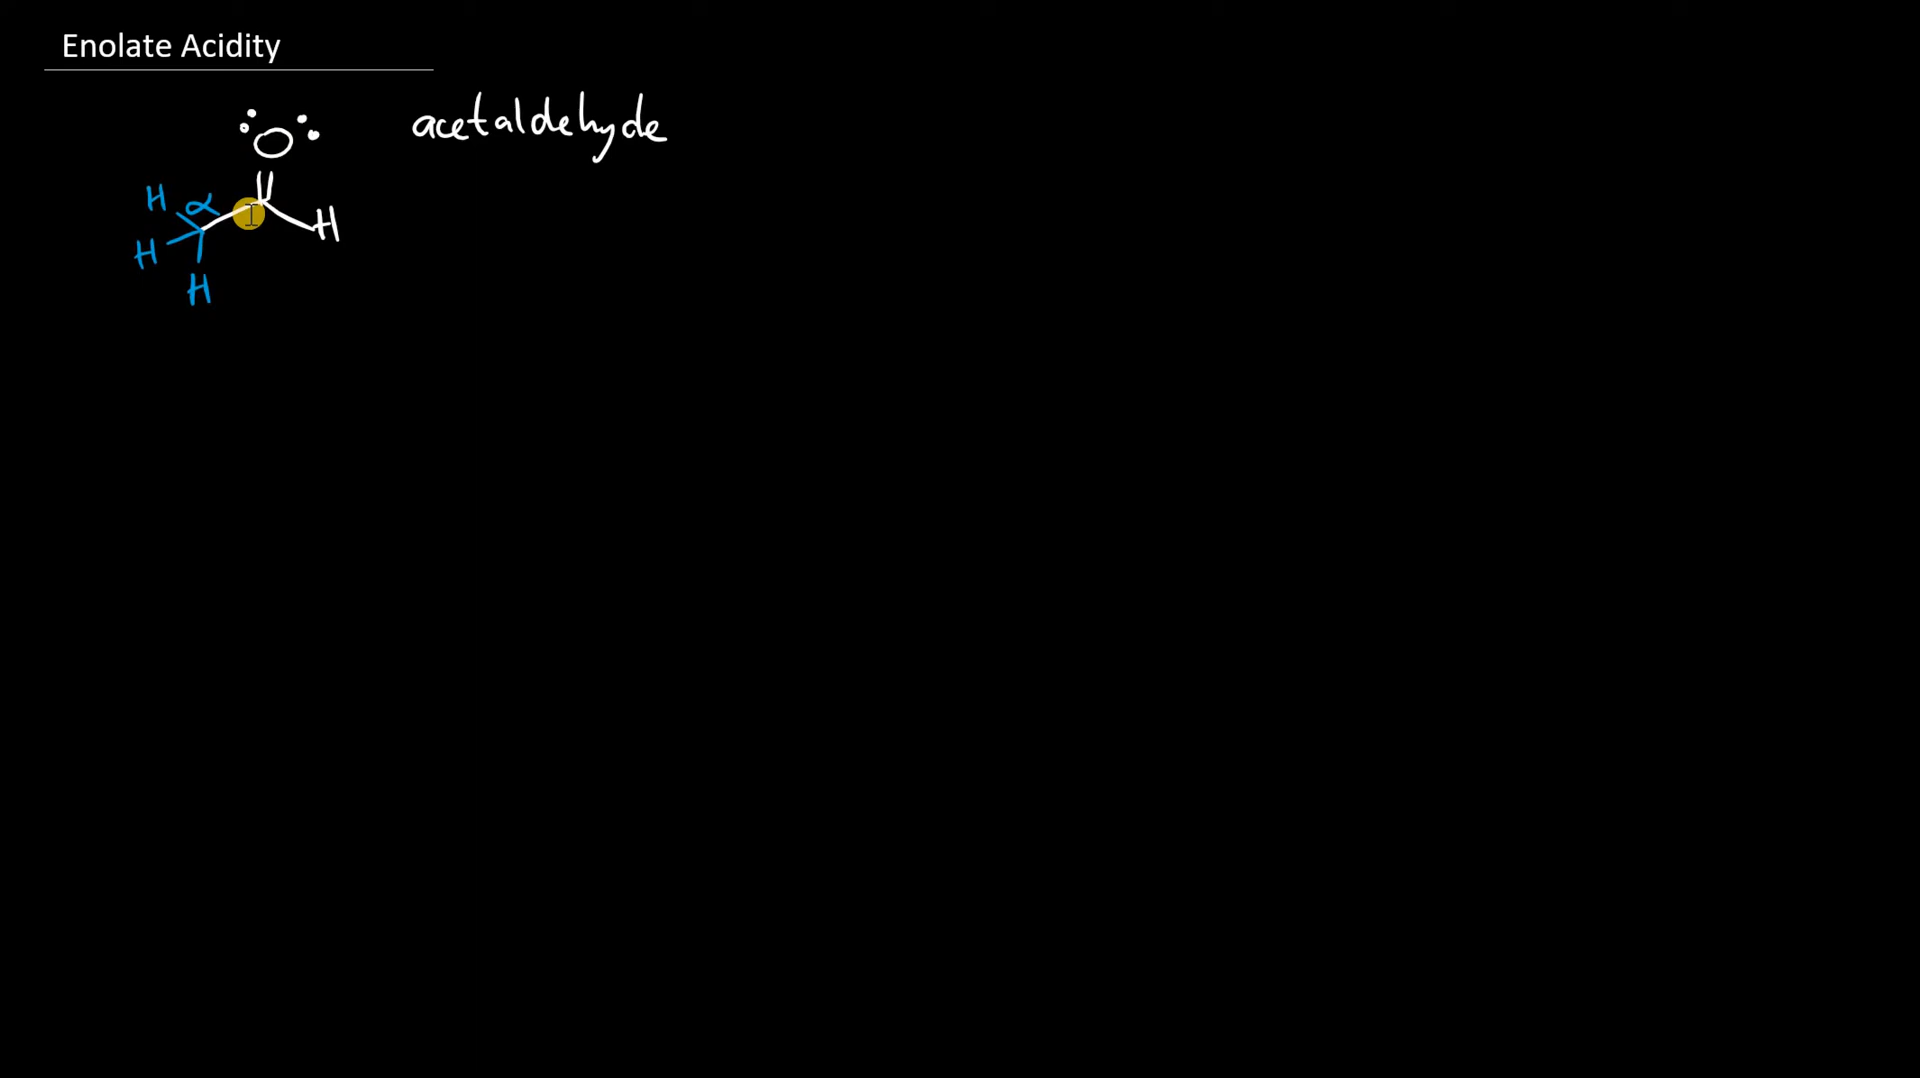 Enolate Acidity
acetaldehyde
O
H α
H
H
H